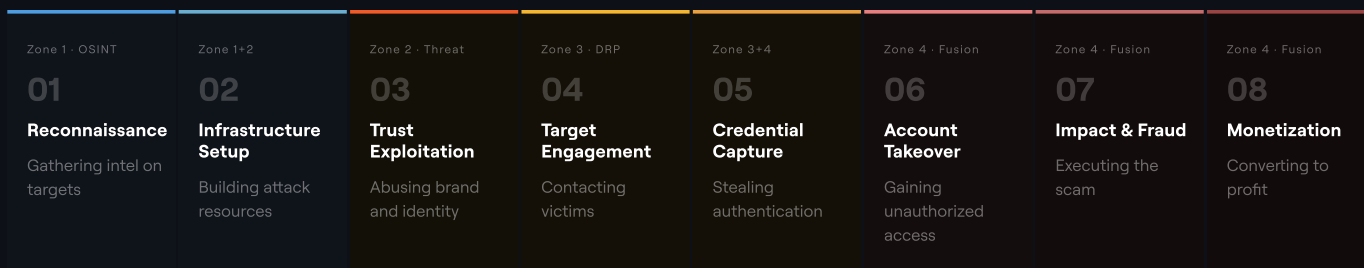 Zone 1 · OSINT
01
Reconnaissance
Gathering intel on
targets
Zone 1+2
02
Infrastructure
Setup
Building attack
resources
Zone 2 · Threat
03
Trust
Exploitation
Abusing brand
and identity
Zone 3 · DRP
04
Target
Engagement
Contacting
victims
Zone 3+4
05
Credential
Capture
Stealing
authentication
Zone 4 · Fusion
06
Account
Takeover
Gaining
unauthorized
access
Zone 4 · Fusion
07
Impact & Fraud
Executing the
scam
Zone 4 · Fusion
08
Monetization
Converting to
profit